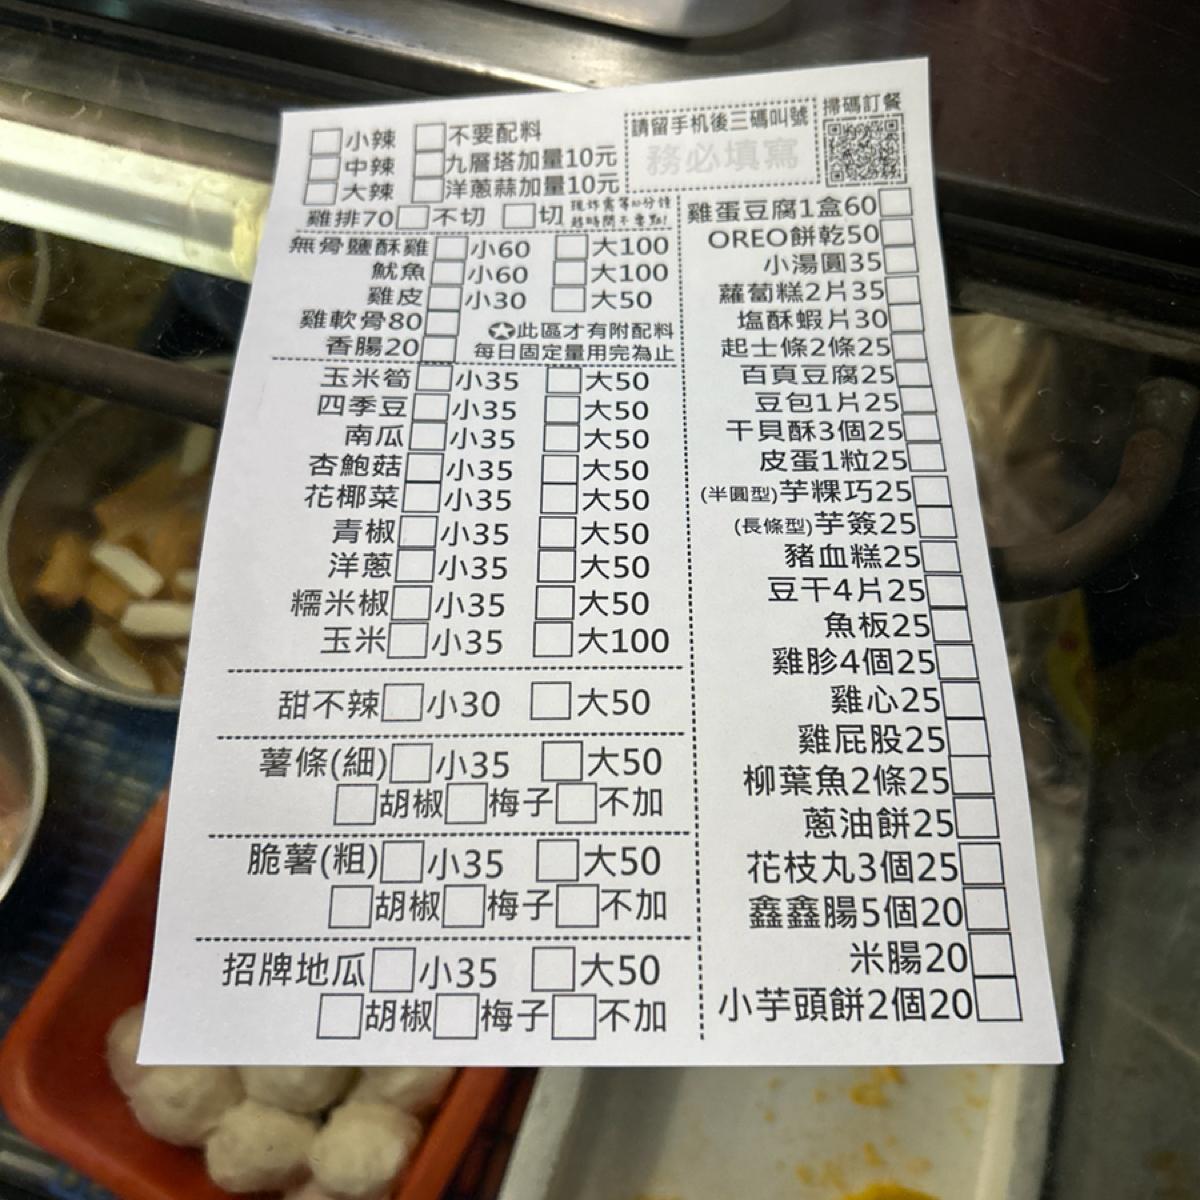 □小辣 □不要配料
□中辣 □九層塔加量10元
□大辣 □洋蔥蒜加量10元
請留手机後三碼叫號
務必填寫
掃碼訂餐
雞排70□不切 □切 現炸需等10分鐘
趕時間不要點!
無骨鹽酥雞□小60 □大100
魷魚□小60 □大100
雞皮□小30 □大50
雞軟骨80□ ✪此區才有附配料
香腸20□ 每日固定量用完為止
玉米筍□小35 □大50
四季豆□小35 □大50
南瓜□小35 □大50
杏鮑菇□小35 □大50
花椰菜□小35 □大50
青椒□小35 □大50
洋蔥□小35 □大50
糯米椒□小35 □大50
玉米□小35 □大100
甜不辣□小30 □大50
薯條(細)□小35 □大50
□胡椒□梅子□不加
脆薯(粗)□小35 □大50
□胡椒□梅子□不加
招牌地瓜□小35 □大50
□胡椒□梅子□不加
雞蛋豆腐1盒60□
OREO餅乾50□
小湯圓35□
蘿蔔糕2片35□
塩酥蝦片30□
起士條2條25□
百頁豆腐25□
豆包1片25□
干貝酥3個25□
皮蛋1粒25□
(半圓型)芋粿巧25□
(長條型)芋簽25□
豬血糕25□
豆干4片25□
魚板25□
雞胗4個25□
雞心25□
雞屁股25□
柳葉魚2條25□
蔥油餅25□
花枝丸3個25□
鑫鑫腸5個20□
米腸20□
小芋頭餅2個20□